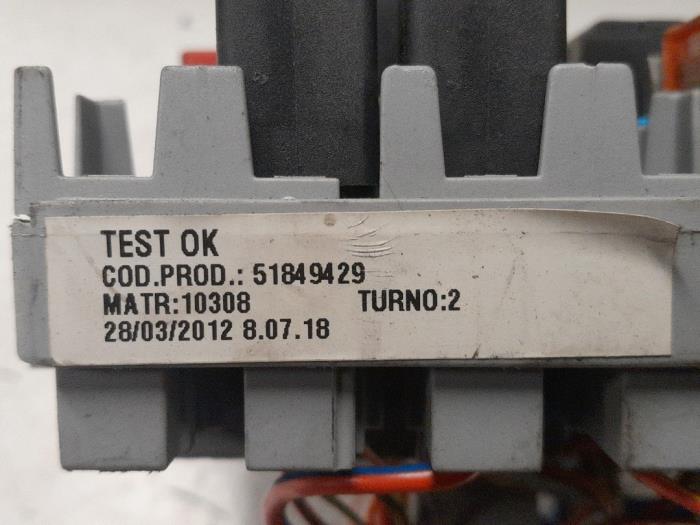 TEST OK
COD.PROD.: 51849429
MATR:10308 TURNO:2
28/03/2012 8.07.18